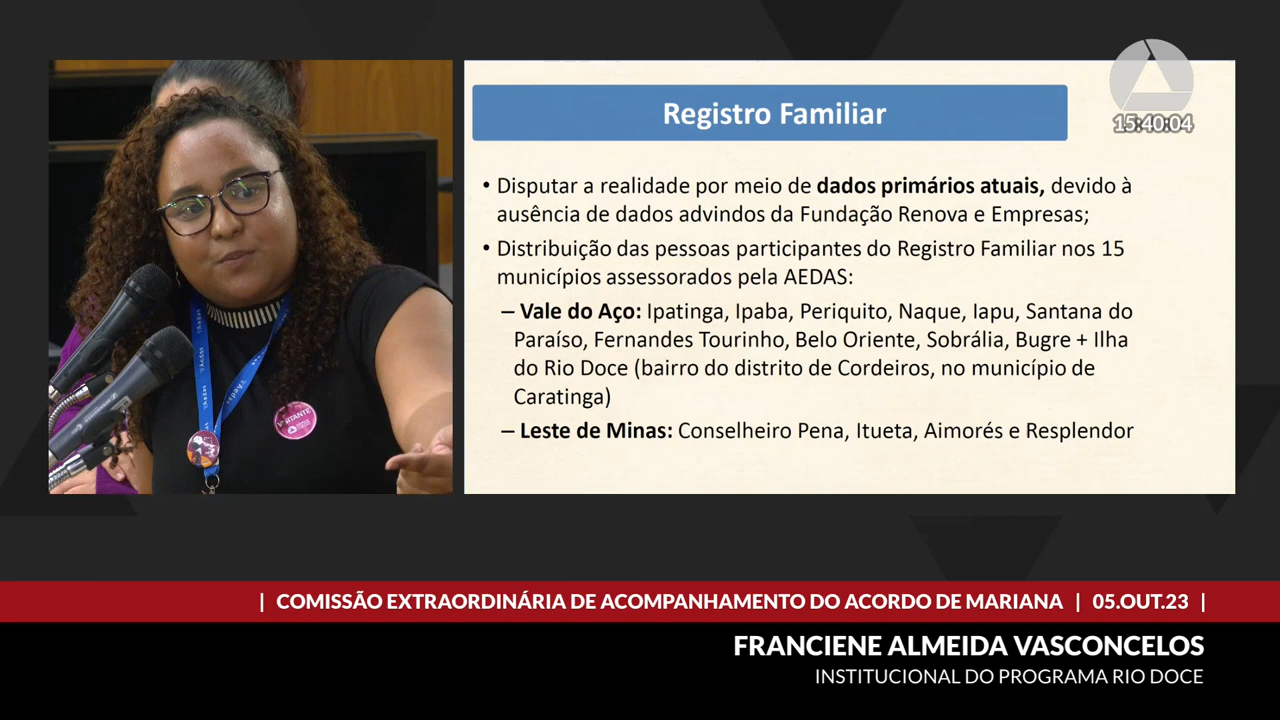 15:40:04
Registro Familiar
• Disputar a realidade por meio de dados primários atuais, devido à
ausência de dados advindos da Fundação Renova e Empresas;
• Distribuição das pessoas participantes do Registro Familiar nos 15
municípios assessorados pela AEDAS:
– Vale do Aço: Ipatinga, Ipaba, Periquito, Naque, Iapu, Santana do
Paraíso, Fernandes Tourinho, Belo Oriente, Sobrália, Bugre + Ilha
do Rio Doce (bairro do distrito de Cordeiros, no município de
Caratinga)
– Leste de Minas: Conselheiro Pena, Itueta, Aimorés e Resplendor
| COMISSÃO EXTRAORDINÁRIA DE ACOMPANHAMENTO DO ACORDO DE MARIANA | 05.OUT.23 |
FRANCIENE ALMEIDA VASCONCELOS
INSTITUCIONAL DO PROGRAMA RIO DOCE